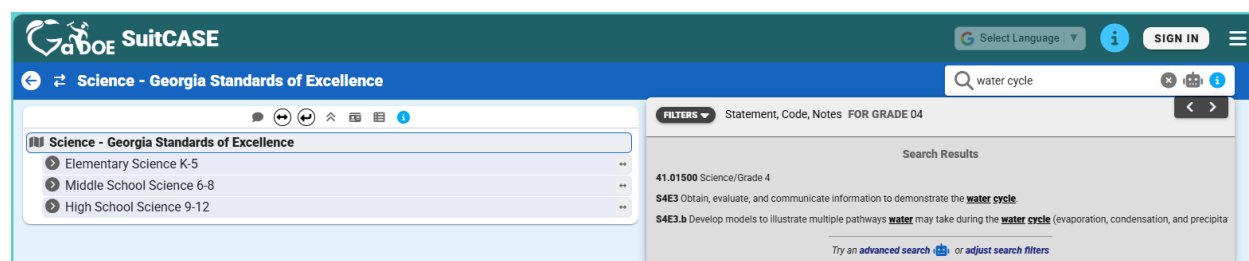 GaDOE SuitCASE
Select Language ▼
SIGN IN
Science - Georgia Standards of Excellence
water cycle
FILTERS
Statement, Code, Notes FOR GRADE 04
Science - Georgia Standards of Excellence
Elementary Science K-5
Middle School Science 6-8
High School Science 9-12
Search Results
41.01500 Science/Grade 4
S4E3 Obtain, evaluate, and communicate information to demonstrate the water cycle.
S4E3.b Develop models to illustrate multiple pathways water may take during the water cycle (evaporation, condensation, and precipita
Try an advanced search or adjust search filters